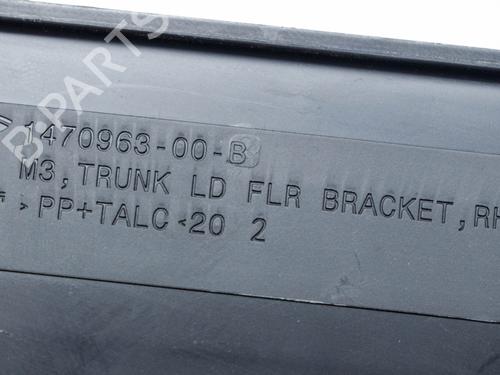 1470963-00-B
M3, TRUNK LD FLR BRACKET, RH
>PP+TALC<20 2
B-PARTS